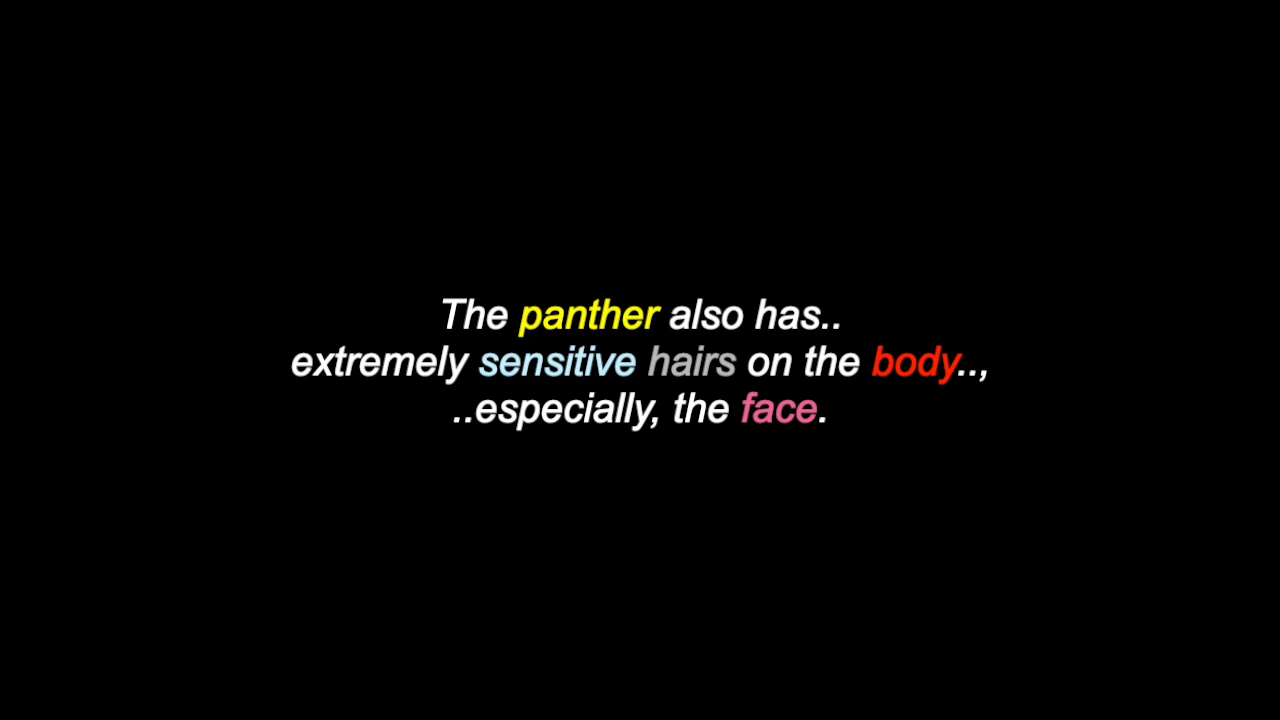 The panther also has..
extremely sensitive hairs on the body..,
..especially, the face.